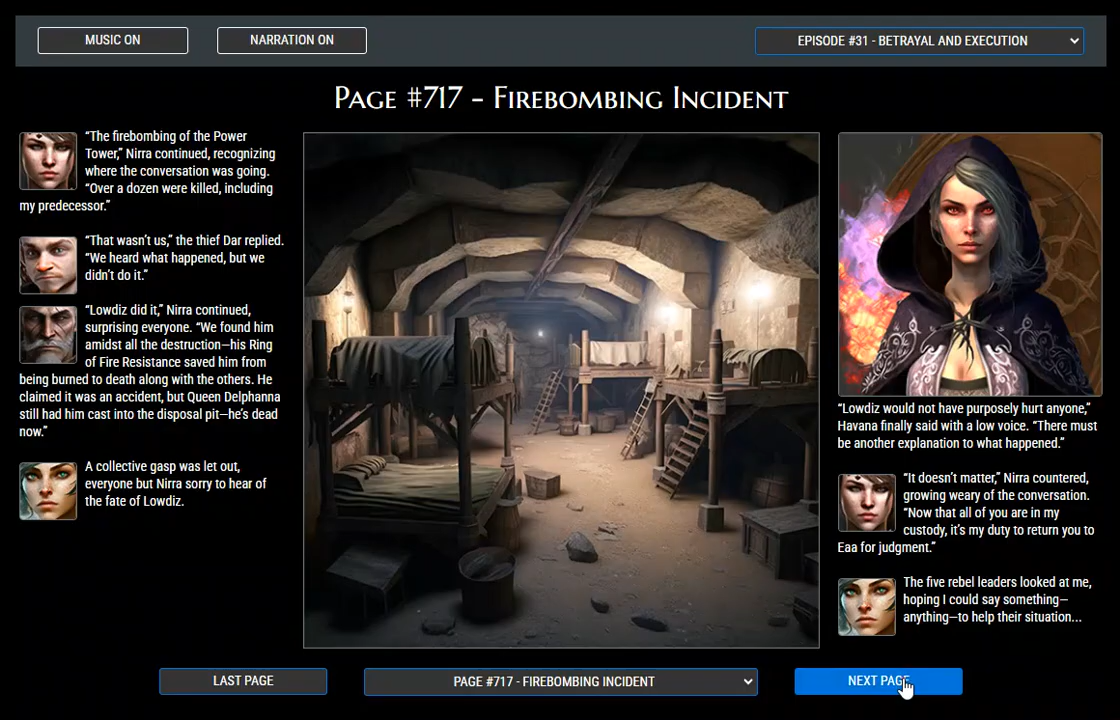 MUSIC ON
NARRATION ON
EPISODE #31 - BETRAYAL AND EXECUTION
Page #717 - Firebombing Incident
“The firebombing of the Power
Tower,” Nirra continued, recognizing
where the conversation was going.
“Over a dozen were killed, including
my predecessor.”
“That wasn’t us,” the thief Dar replied.
“We heard what happened, but we
didn’t do it.”
“Lowdiz did it,” Nirra continued,
surprising everyone. “We found him
amidst all the destruction—his Ring
of Fire Resistance saved him from
being burned to death along with the others. He
claimed it was an accident, but Queen Delphanna
still had him cast into the disposal pit—he’s dead
now.”
A collective gasp was let out,
everyone but Nirra sorry to hear of
the fate of Lowdiz.
“Lowdiz would not have purposely hurt anyone,”
Havana finally said with a low voice. “There must
be another explanation to what happened.”
“It doesn’t matter,” Nirra countered,
growing weary of the conversation.
“Now that all of you are in my
custody, it’s my duty to return you to
Eaa for judgment.”
The five rebel leaders looked at me,
hoping I could say something—
anything—to help their situation...
LAST PAGE
PAGE #717 - FIREBOMBING INCIDENT
NEXT PAGE